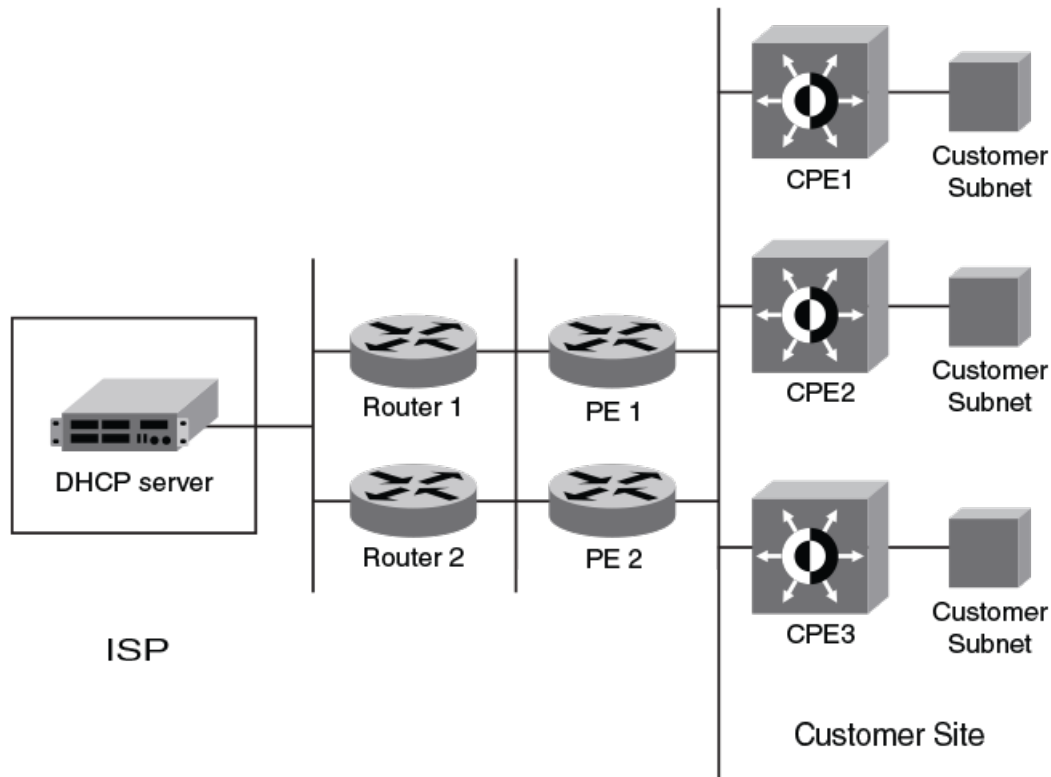 CPE1
Customer
Subnet
CPE2
Customer
Subnet
Router 1
PE 1
DHCP server
Router 2
PE 2
CPE3
Customer
Subnet
ISP
Customer Site